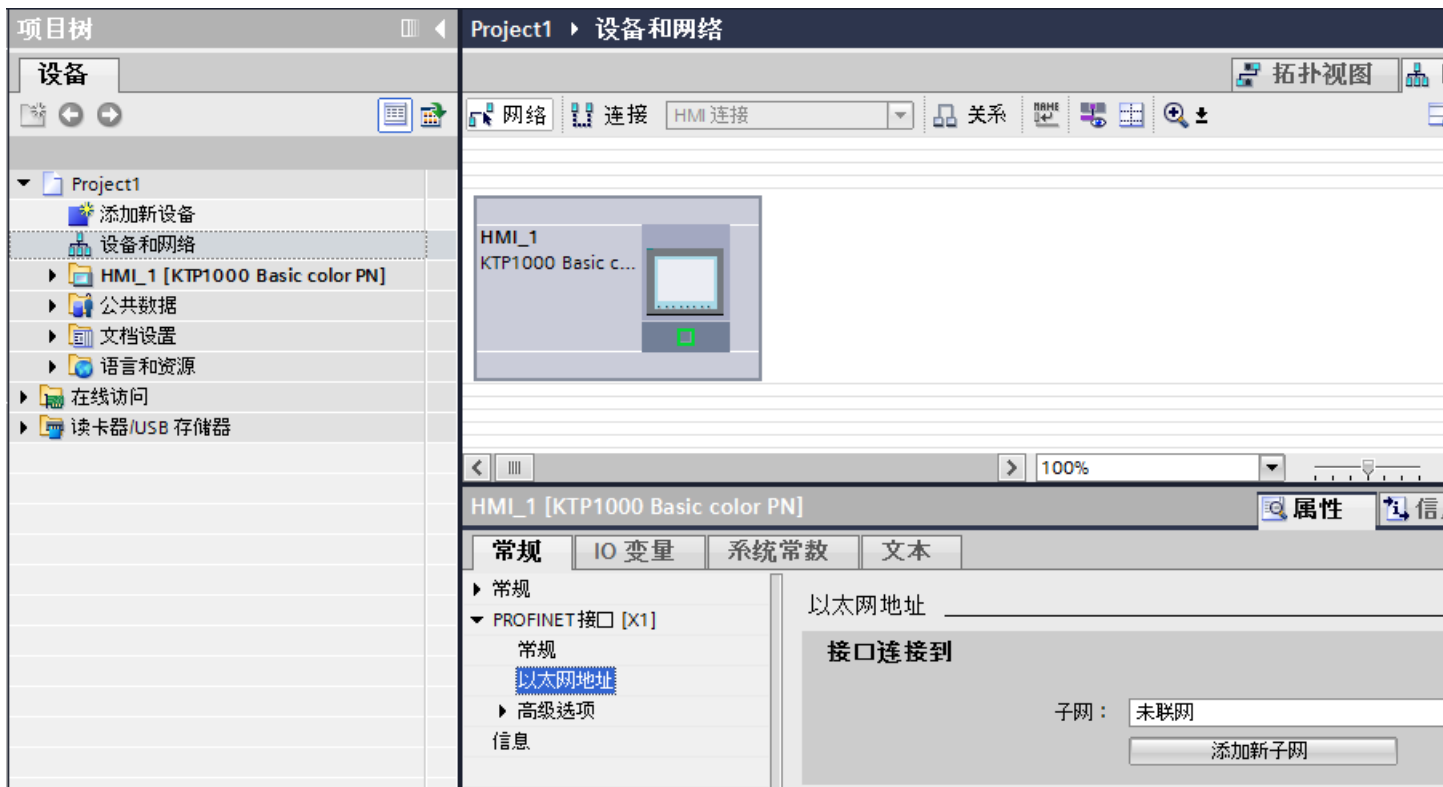 项目树
设备
Project1
添加新设备
设备和网络
HMI_1 [KTP1000 Basic color PN]
公共数据
文档设置
语言和资源
在线访问
读卡器/USB 存储器
Project1 设备和网络
拓扑视图
网络 连接 HMI 连接 关系
HMI_1
KTP1000 Basic c...
100%
HMI_1 [KTP1000 Basic color PN]
属性 信
常规 IO 变量 系统常数 文本
常规
PROFINET接口 [X1]
常规
以太网地址
高级选项
信息
以太网地址
接口连接到
子网： 未联网
添加新子网